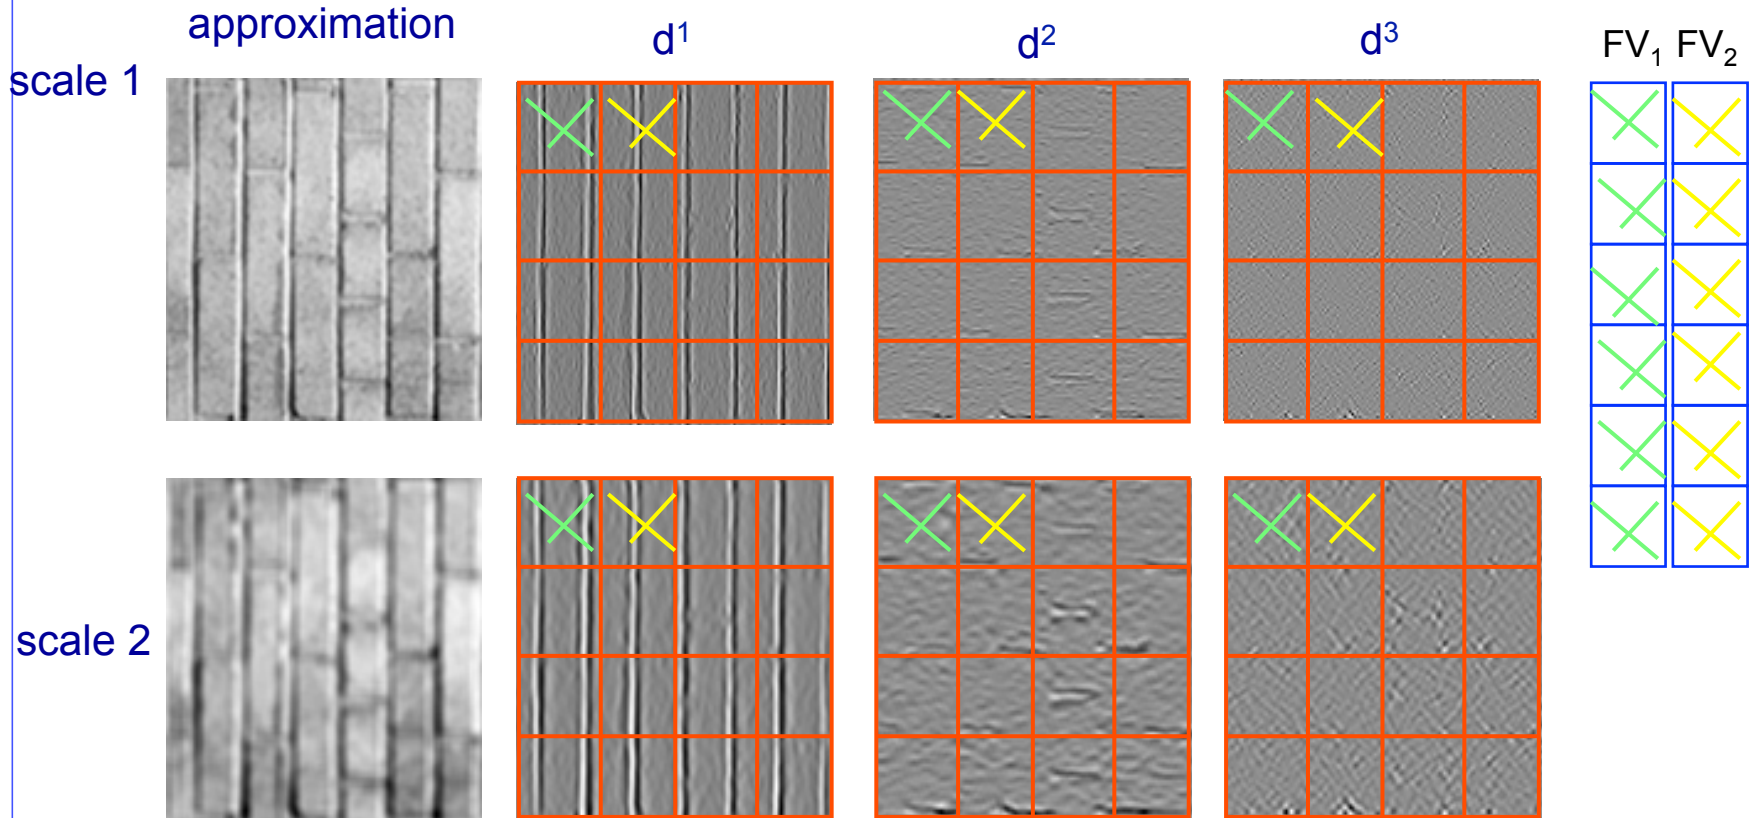 approximation d¹ d² d³ FV₁ FV₂
scale 1
scale 2